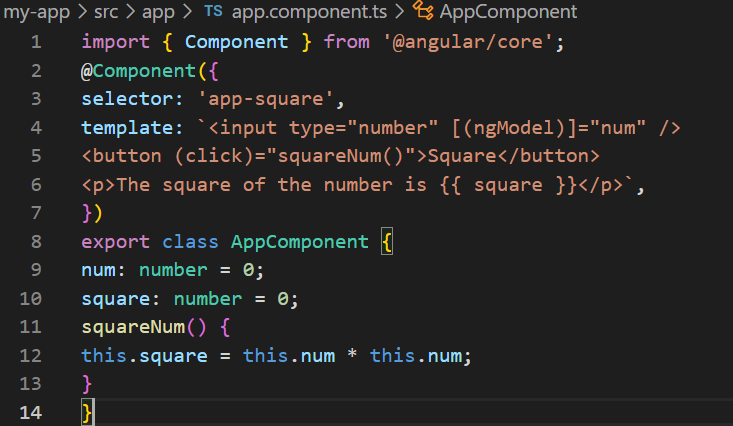 my-app > src > app > TS app.component.ts > AppComponent
1 import { Component } from '@angular/core';
2 @Component({
3 selector: 'app-square',
4 template: `<input type="number" [(ngModel)]="num" />
5 <button (click)="squareNum()">Square</button>
6 <p>The square of the number is {{ square }}</p>`,
7 })
8 export class AppComponent {
9 num: number = 0;
10 square: number = 0;
11 squareNum() {
12 this.square = this.num * this.num;
13 }
14 }